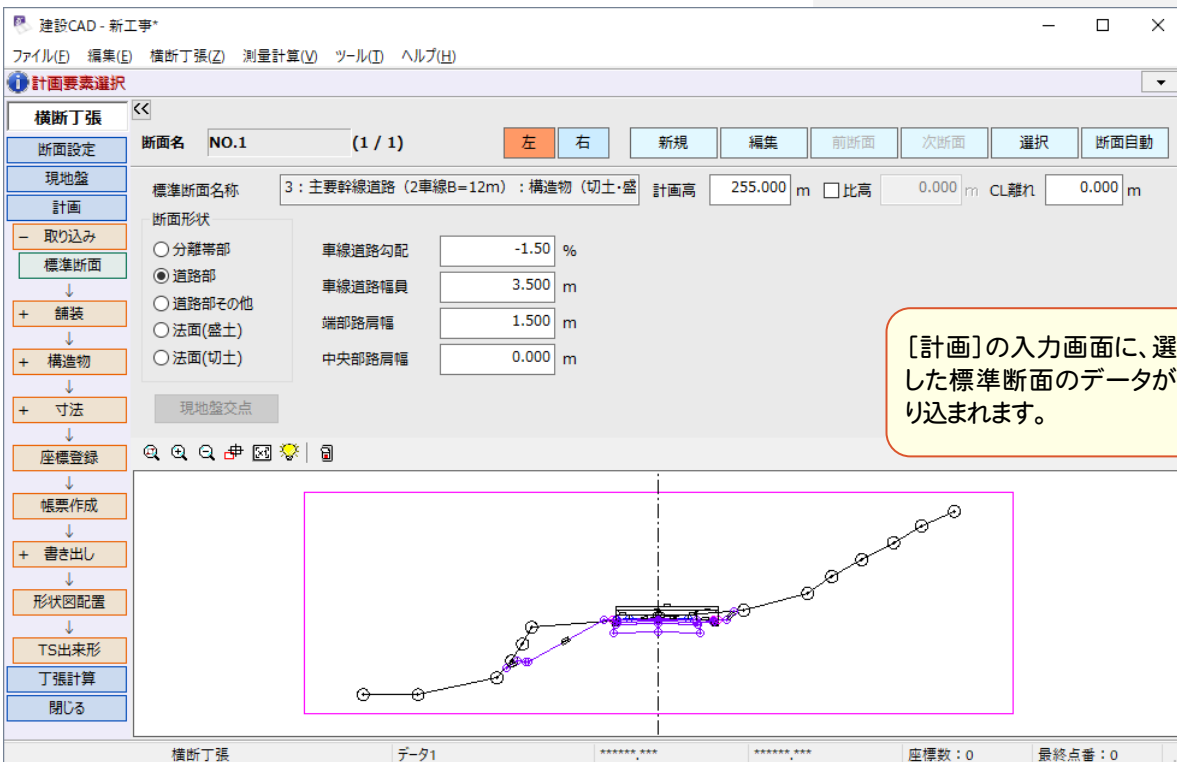 建設CAD - 新工事*
ファイル(F) 編集(E) 横断丁張(Z) 測量計算(V) ツール(T) ヘルプ(H)
計画要素選択
横断丁張
断面設定
現地盤
計画
− 取り込み
標準断面
↓
+ 舗装
↓
+ 構造物
↓
+ 寸法
↓
座標登録
↓
帳票作成
↓
+ 書き出し
↓
形状図配置
↓
TS出来形
丁張計算
閉じる
<<
断面名 NO.1 (1 / 1) 左 右 新規 編集 前断面 次断面 選択 断面自動
標準断面名称 3：主要幹線道路（2車線B=12m）：構造物（切土・盛 計画高 255.000 m 比高 0.000 m CL離れ 0.000 m
断面形状
分離帯部
道路部
道路部その他
法面(盛土)
法面(切土)
車線道路勾配 -1.50 %
車線道路幅員 3.500 m
端部路肩幅 1.500 m
中央部路肩幅 0.000 m
現地盤交点
［計画］の入力画面に、選
した標準断面のデータが
り込まれます。
横断丁張 データ1 ******.*** ******.*** 座標数：0 最終点番：0